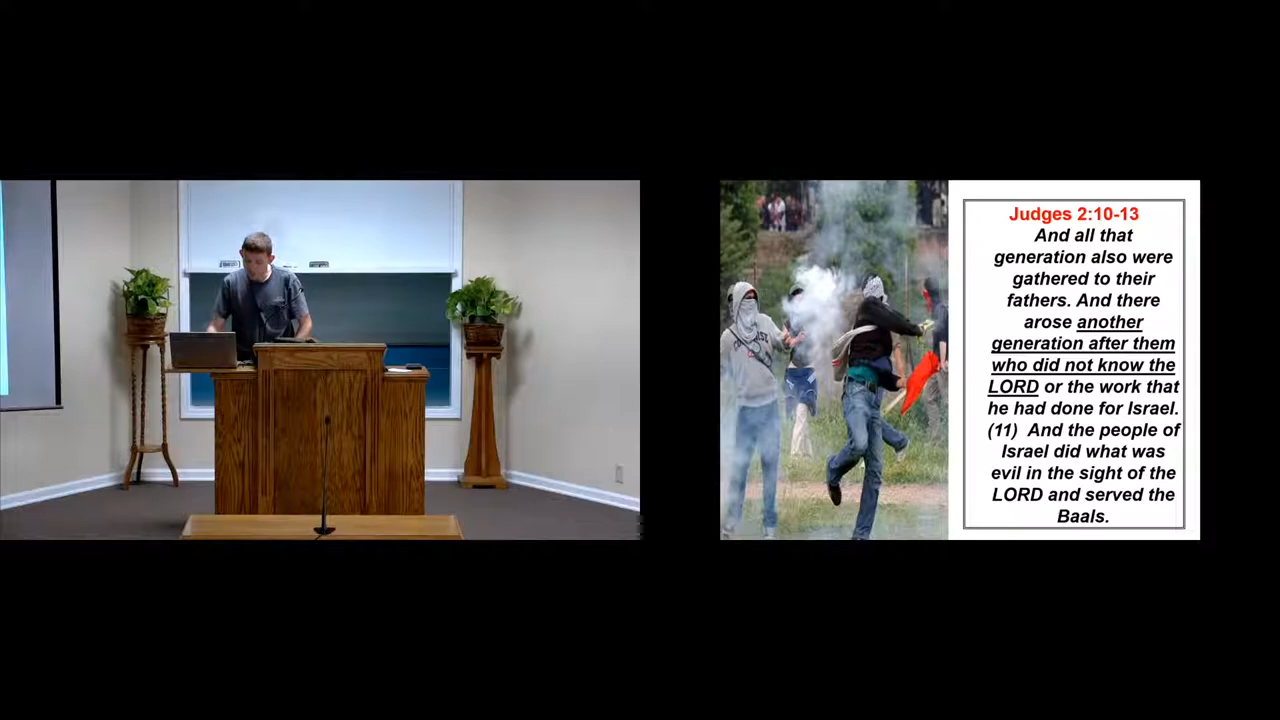 Judges 2:10-13
And all that
generation also were
gathered to their
fathers. And there
arose another
generation after them
who did not know the
LORD or the work that
he had done for Israel.
(11) And the people of
Israel did what was
evil in the sight of the
LORD and served the
Baals.